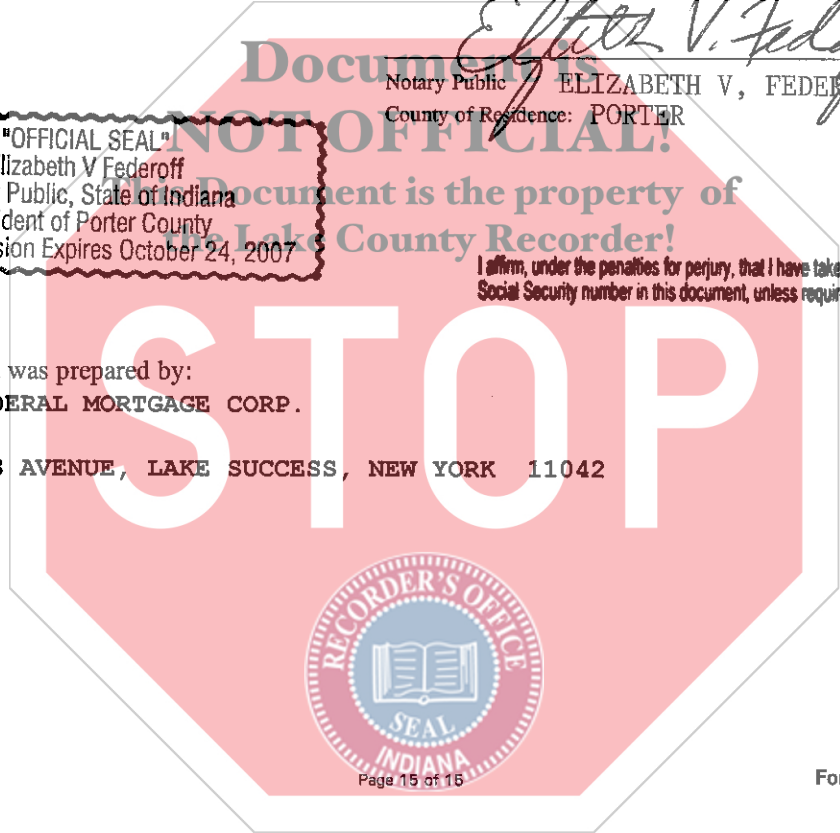 Document is
NOT OFFICIAL!
This Document is the property of
the Lake County Recorder!
Notary Public ELIZABETH V, FEDER
County of Residence: PORTER
"OFFICIAL SEAL"
lizabeth V Federoff
Public, State of Indiana
dent of Porter County
sion Expires October 24, 2007
I affirm, under the penalties for perjury, that I have take
Social Security number in this document, unless requir
was prepared by:
DERAL MORTGAGE CORP.
AVENUE, LAKE SUCCESS, NEW YORK 11042
STOP
RECORDER'S OFFICE
SEAL
INDIANA
Page 15 of 15
For